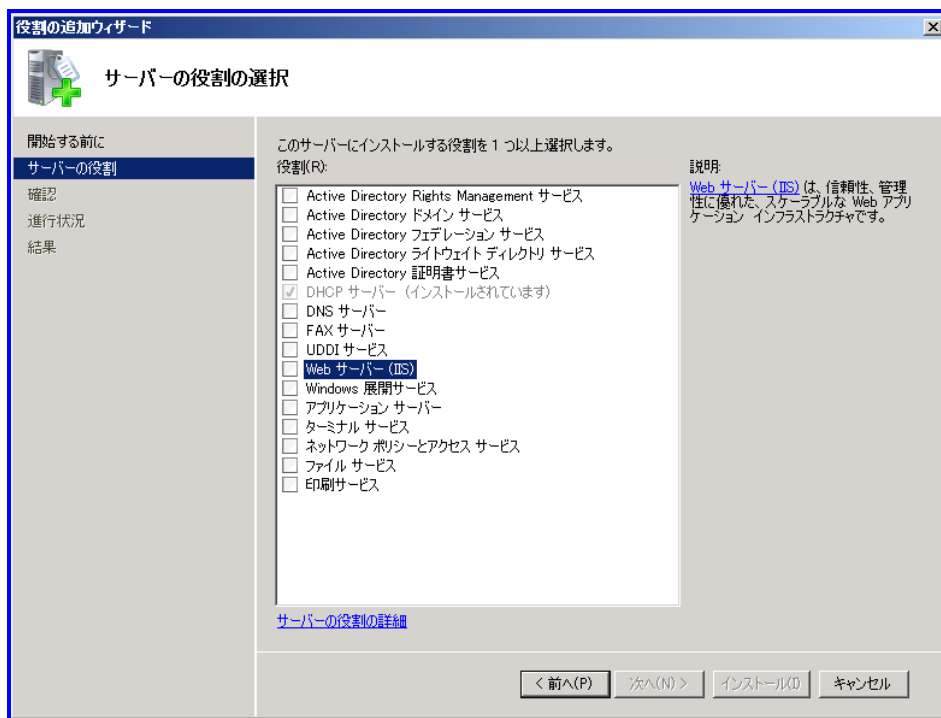 役割の追加ウィザード
サーバーの役割の選択
開始する前に
サーバーの役割
確認
進行状況
結果
このサーバーにインストールする役割を 1 つ以上選択します。
役割(R):
Active Directory Rights Management サービス
Active Directory ドメイン サービス
Active Directory フェデレーション サービス
Active Directory ライトウェイト ディレクトリ サービス
Active Directory 証明書サービス
DHCP サーバー (インストールされています)
DNS サーバー
FAX サーバー
UDDI サービス
Web サーバー (IIS)
Windows 展開サービス
アプリケーション サーバー
ターミナル サービス
ネットワーク ポリシーとアクセス サービス
ファイル サービス
印刷サービス
サーバーの役割の詳細
説明:
Web サーバー (IIS) は、信頼性、管理
性に優れた、スケーラブルな Web アプリ
ケーション インフラストラクチャです。
< 前へ(P)
次へ(N) >
インストール(I)
キャンセル